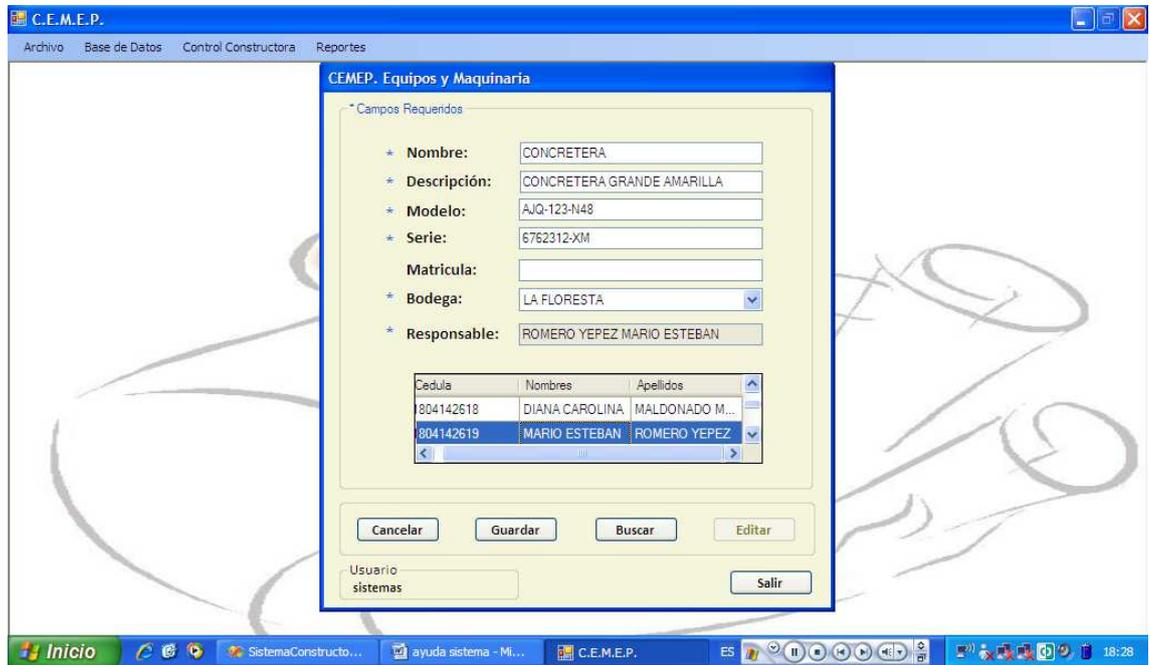 C.E.M.E.P.
Archivo Base de Datos Control Constructora Reportes
CEMEP. Equipos y Maquinaria
* Campos Requeridos
* Nombre: CONCRETERA
* Descripción: CONCRETERA GRANDE AMARILLA
* Modelo: AJQ-123-N48
* Serie: 6762312-XM
Matricula:
* Bodega: LA FLORESTA
* Responsable: ROMERO YEPEZ MARIO ESTEBAN
Cedula Nombres Apellidos
1804142618 DIANA CAROLINA MALDONADO M...
1804142619 MARIO ESTEBAN ROMERO YEPEZ
Cancelar Guardar Buscar Editar
Usuario
sistemas
Salir
Inicio SistemaConstructo... ayuda sistema - Mi... C.E.M.E.P. ES 18:28